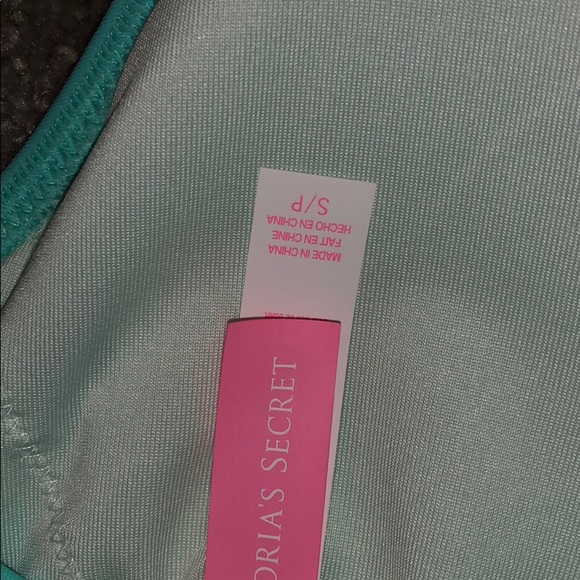 S/P
HECHO EN CHINA
FAIT EN CHINE
MADE IN CHINA
ORIA'S SECRET